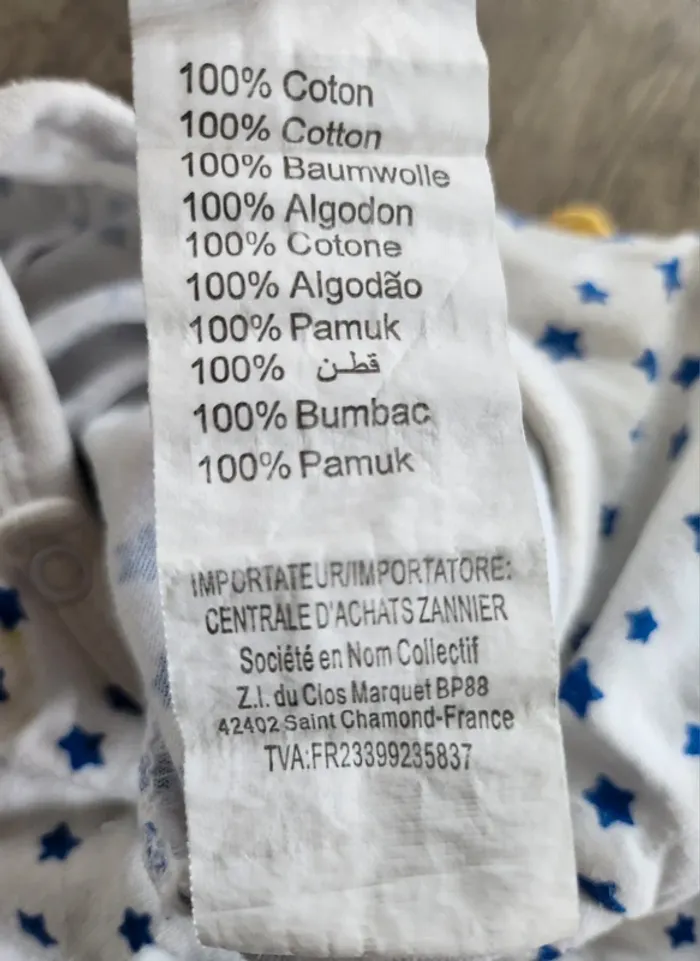 100% Coton
100% Cotton
100% Baumwolle
100% Algodon
100% Cotone
100% Algodão
100% Pamuk
100% قطن
100% Bumbac
100% Pamuk
IMPORTATEUR/IMPORTATORE:
CENTRALE D'ACHATS ZANNIER
Société en Nom Collectif
Z.I. du Clos Marquet BP88
42402 Saint Chamond-France
TVA:FR23399235837